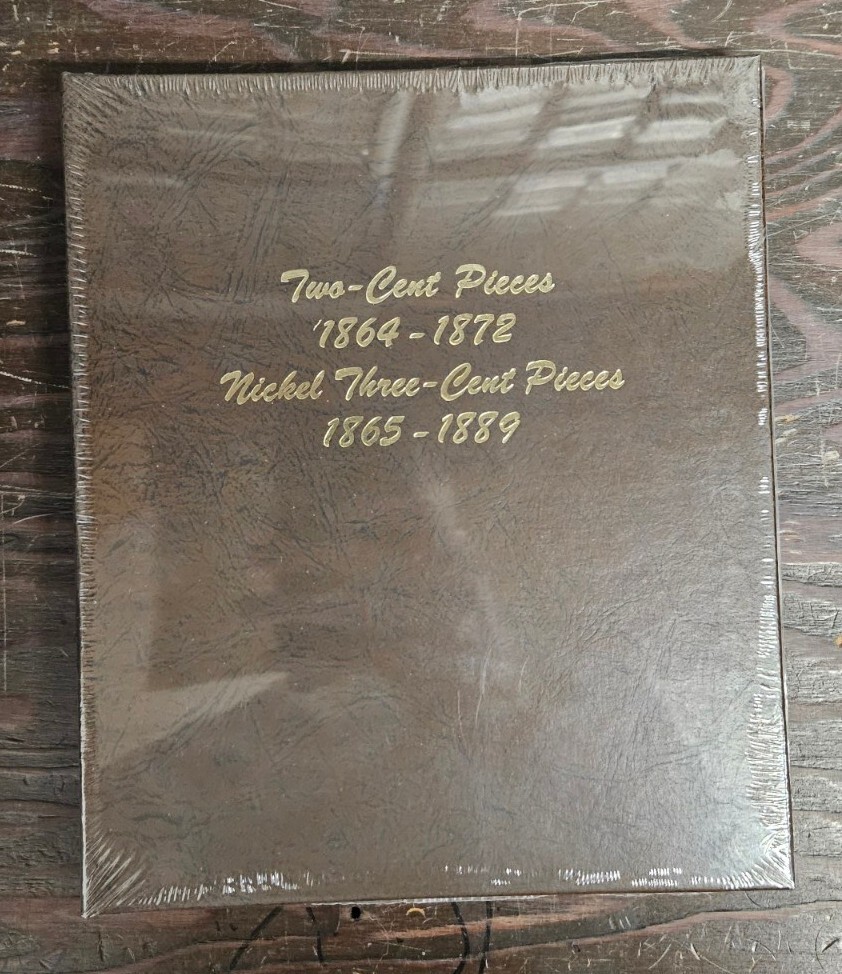 Two-Cent Pieces
1864-1872
Nickel Three-Cent Pieces
1865-1889